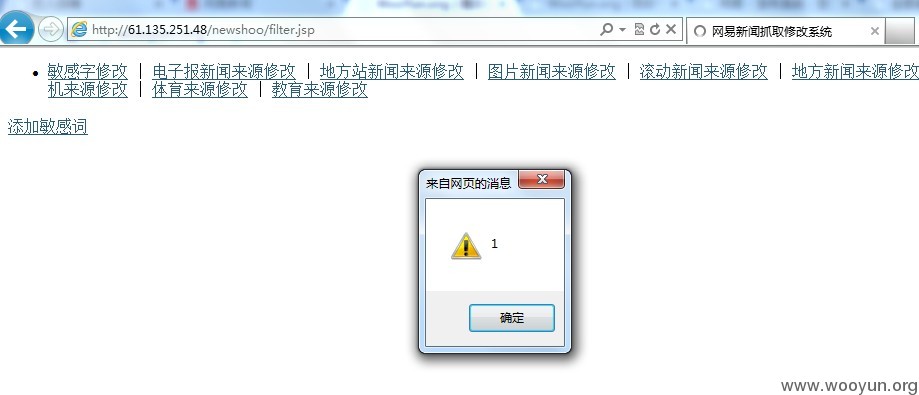 http://61.135.251.48/newshoo/filter.jsp
网易新闻抓取修改系统
敏感字修改 | 电子报新闻来源修改 | 地方站新闻来源修改 | 图片新闻来源修改 | 滚动新闻来源修改 | 地方新闻来源修改
机来源修改 | 体育来源修改 | 教育来源修改
添加敏感词
来自网页的消息
1
确定
www.wooyun.org